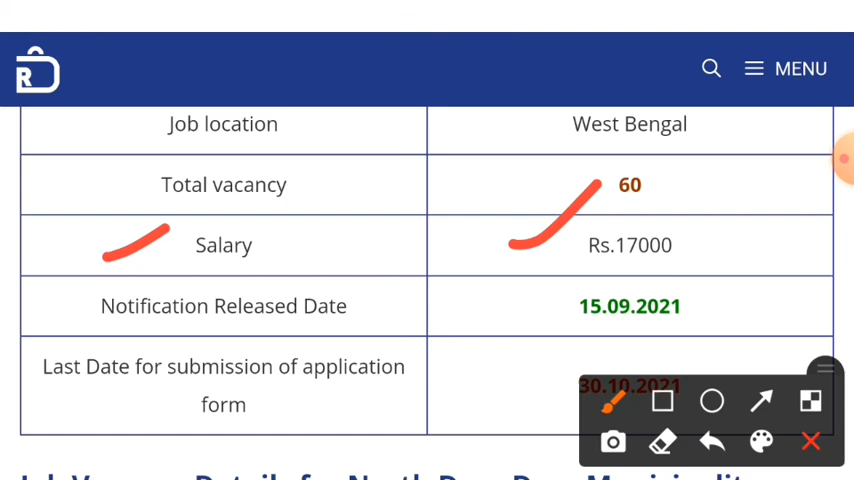 R
MENU
Job location West Bengal
Total vacancy 60
Salary Rs.17000
Notification Released Date 15.09.2021
Last Date for submission of application
form
30.10.2021